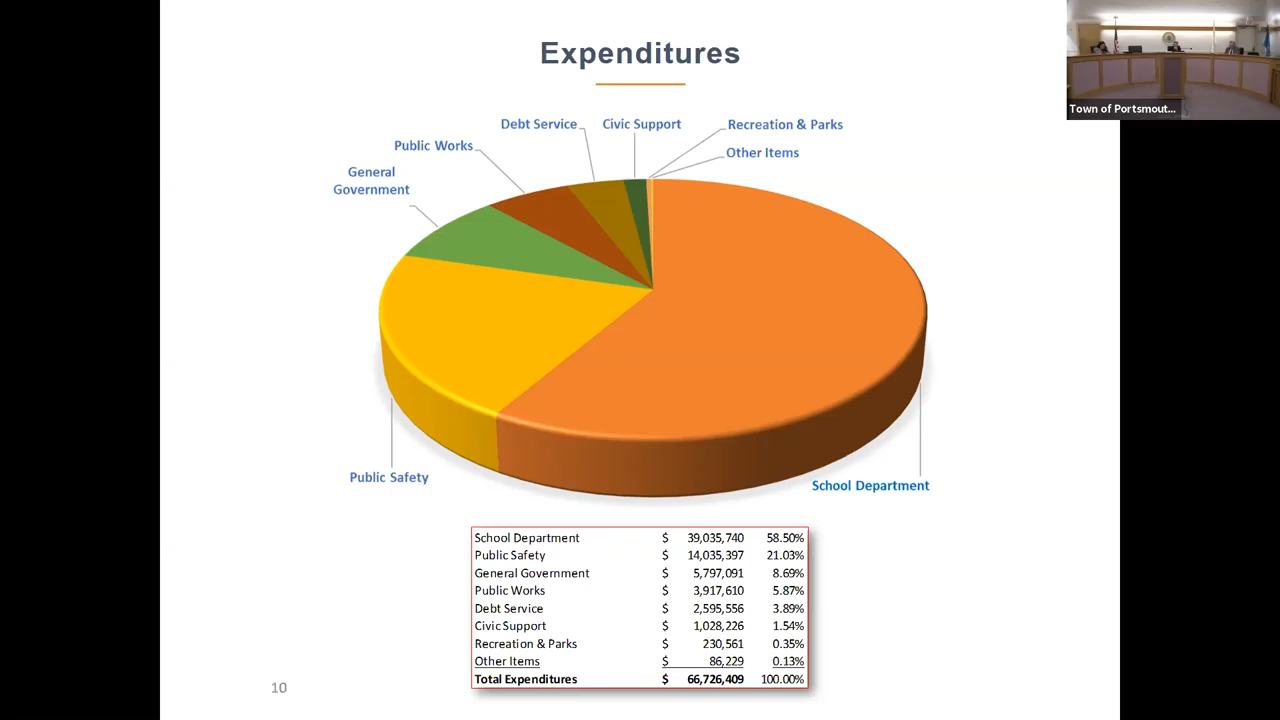 Expenditures
Town of Portsmout...
Debt Service
Civic Support
Recreation & Parks
Public Works
Other Items
General
Government
Public Safety
School Department
School Department $ 39,035,740 58.50%
Public Safety $ 14,035,397 21.03%
General Government $ 5,797,091 8.69%
Public Works $ 3,917,610 5.87%
Debt Service $ 2,595,556 3.89%
Civic Support $ 1,028,226 1.54%
Recreation & Parks $ 230,561 0.35%
Other Items $ 86,229 0.13%
Total Expenditures $ 66,726,409 100.00%
10